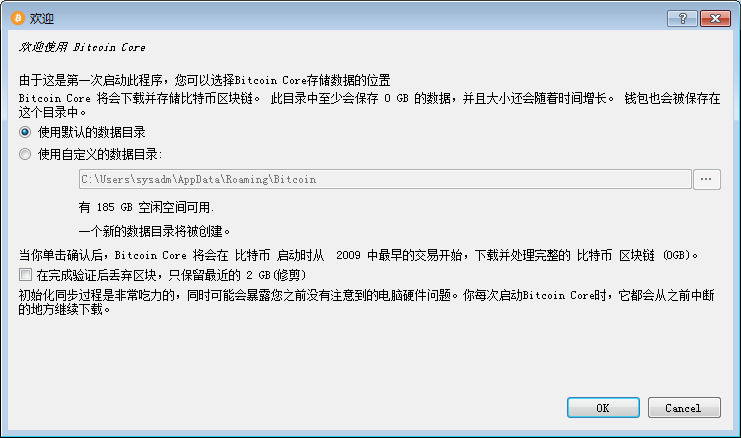 欢迎
欢迎使用 Bitcoin Core
由于这是第一次启动此程序，您可以选择Bitcoin Core存储数据的位置
Bitcoin Core 将会下载并存储比特币区块链。 此目录中至少会保存 0 GB 的数据，并且大小还会随着时间增长。 钱包也会被保存在
这个目录中。
使用默认的数据目录
使用自定义的数据目录:
C:\Users\sysadm\AppData\Roaming\Bitcoin
...
有 185 GB 空闲空间可用.
一个新的数据目录将被创建。
当你单击确认后，Bitcoin Core 将会在 比特币 启动时从 2009 中最早的交易开始，下载并处理完整的 比特币 区块链 (0GB)。
在完成验证后丢弃区块，只保留最近的 2 GB(修剪)
初始化同步过程是非常吃力的，同时可能会暴露您之前没有注意到的电脑硬件问题。你每次启动Bitcoin Core时，它都会从之前中断
的地方继续下载。
OK
Cancel